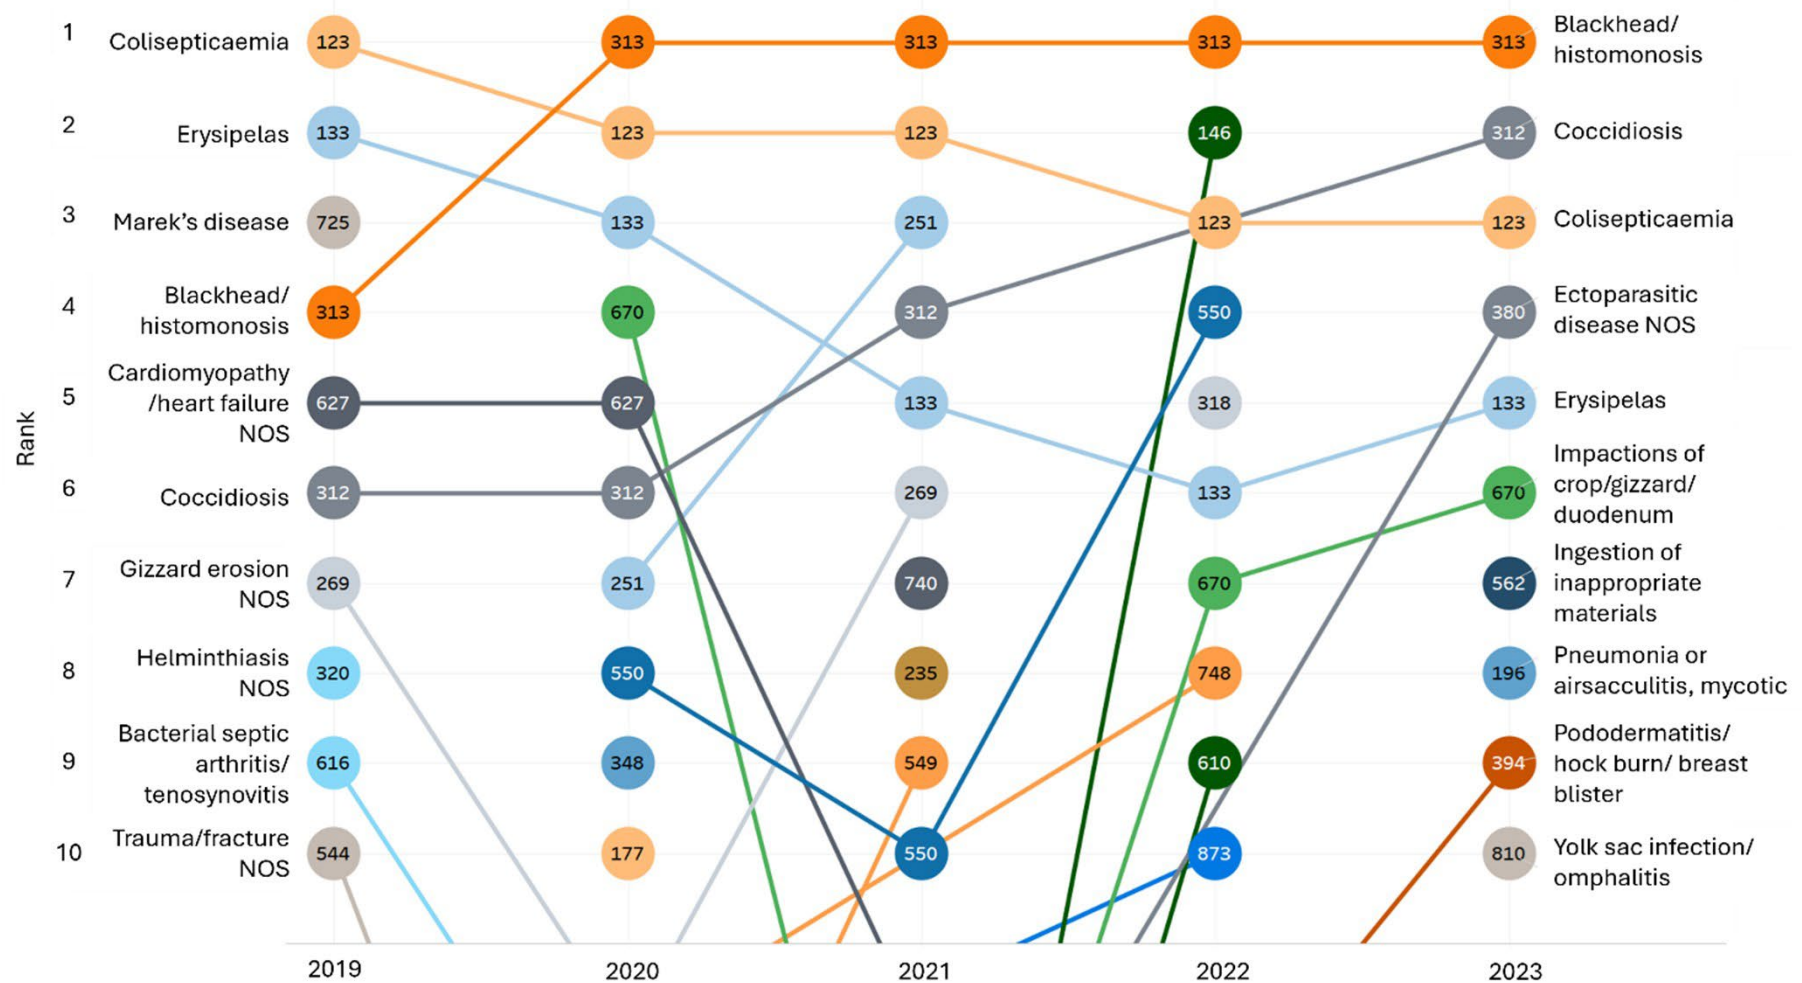 1
Colisepticaemia
123
313
313
313
313
Blackhead/
histomonosis
2
Erysipelas
133
123
123
146
312
Coccidiosis
3
Marek’s disease
725
133
251
123
123
Colisepticaemia
4
Blackhead/
histomonosis
313
670
312
550
380
Ectoparasitic
disease NOS
Rank
5
Cardiomyopathy
/heart failure
NOS
627
627
133
318
133
Erysipelas
6
Coccidiosis
312
312
269
133
670
Impactions of
crop/gizzard/
duodenum
7
Gizzard erosion
NOS
269
251
740
670
562
Ingestion of
inappropriate
materials
8
Helminthiasis
NOS
320
550
235
748
196
Pneumonia or
airsacculitis, mycotic
9
Bacterial septic
arthritis/
tenosynovitis
616
348
549
610
394
Pododermatitis/
hock burn/ breast
blister
10
Trauma/fracture
NOS
544
177
550
873
810
Yolk sac infection/
omphalitis
2019
2020
2021
2022
2023